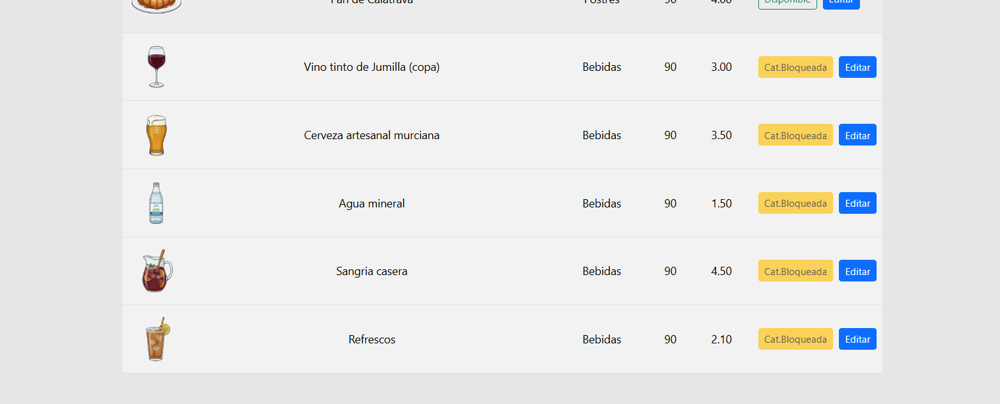 Pan de Calatrava Postres 90 4.00 Disponible Editar
Vino tinto de Jumilla (copa) Bebidas 90 3.00 Cat.Bloqueada Editar
Cerveza artesanal murciana Bebidas 90 3.50 Cat.Bloqueada Editar
Agua mineral Bebidas 90 1.50 Cat.Bloqueada Editar
Sangria casera Bebidas 90 4.50 Cat.Bloqueada Editar
Refrescos Bebidas 90 2.10 Cat.Bloqueada Editar